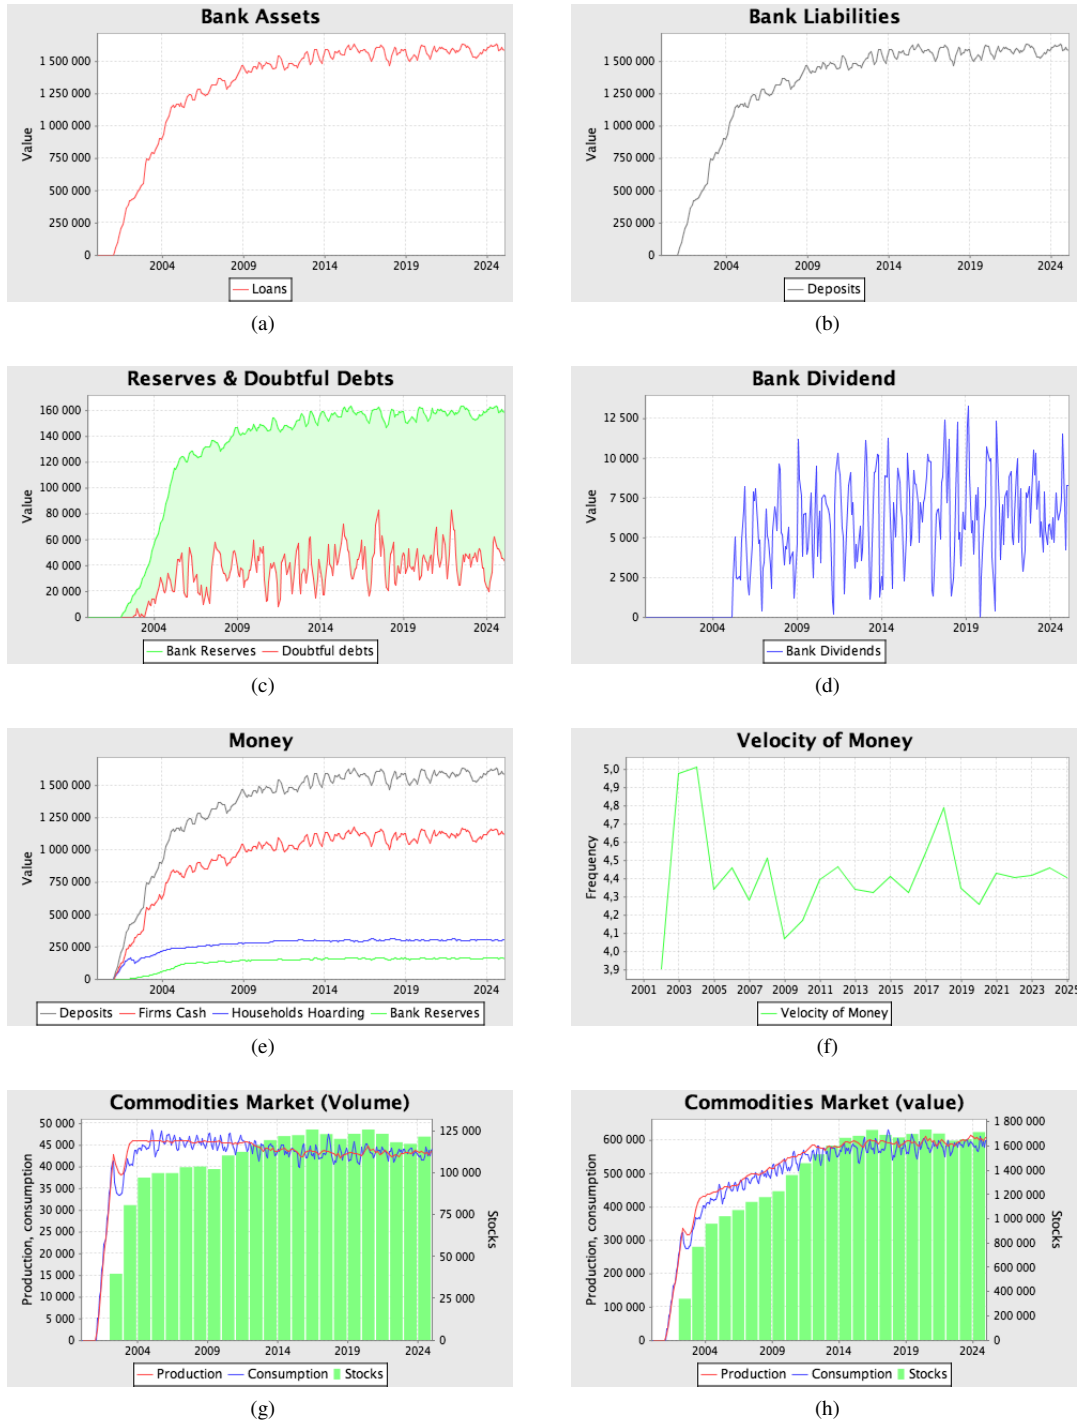 Bank Assets
Value
1 500 000
1 250 000
1 000 000
750 000
500 000
250 000
0
2004 2009 2014 2019 2024
Loans
(a)
Bank Liabilities
Value
1 500 000
1 250 000
1 000 000
750 000
500 000
250 000
0
2004 2009 2014 2019 2024
Deposits
(b)
Reserves & Doubtful Debts
Value
160 000
140 000
120 000
100 000
80 000
60 000
40 000
20 000
0
2004 2009 2014 2019 2024
Bank Reserves Doubtful debts
(c)
Bank Dividend
Value
12 500
10 000
7 500
5 000
2 500
0
2004 2009 2014 2019 2024
Bank Dividends
(d)
Money
Value
1 500 000
1 250 000
1 000 000
750 000
500 000
250 000
0
2004 2009 2014 2019 2024
Deposits Firms Cash Households Hoarding Bank Reserves
(e)
Velocity of Money
Frequency
5,0
4,9
4,8
4,7
4,6
4,5
4,4
4,3
4,2
4,1
4,0
3,9
2001 2003 2005 2007 2009 2011 2013 2015 2017 2019 2021 2023 2025
Velocity of Money
(f)
Commodities Market (Volume)
Production, consumption
50 000
45 000
40 000
35 000
30 000
25 000
20 000
15 000
10 000
5 000
0
125 000
100 000
75 000
50 000
25 000
0
Stocks
2004 2009 2014 2019 2024
Production Consumption Stocks
(g)
Commodities Market (value)
Production, consumption
600 000
500 000
400 000
300 000
200 000
100 000
0
1 800 000
1 600 000
1 400 000
1 200 000
1 000 000
800 000
600 000
400 000
200 000
0
Stocks
2004 2009 2014 2019 2024
Production Consumption Stocks
(h)